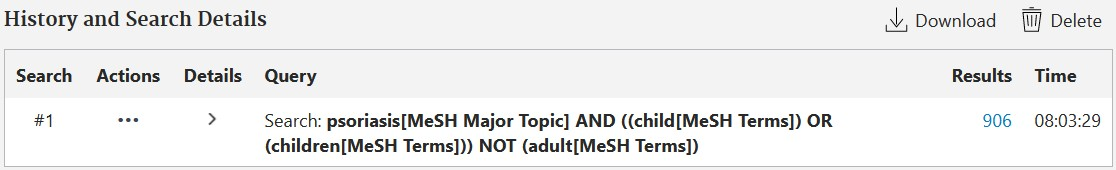 History and Search Details
Download
Delete
Search Actions Details Query Results Time
#1 ••• > Search: psoriasis[MeSH Major Topic] AND ((child[MeSH Terms]) OR 906 08:03:29
(children[MeSH Terms])) NOT (adult[MeSH Terms])